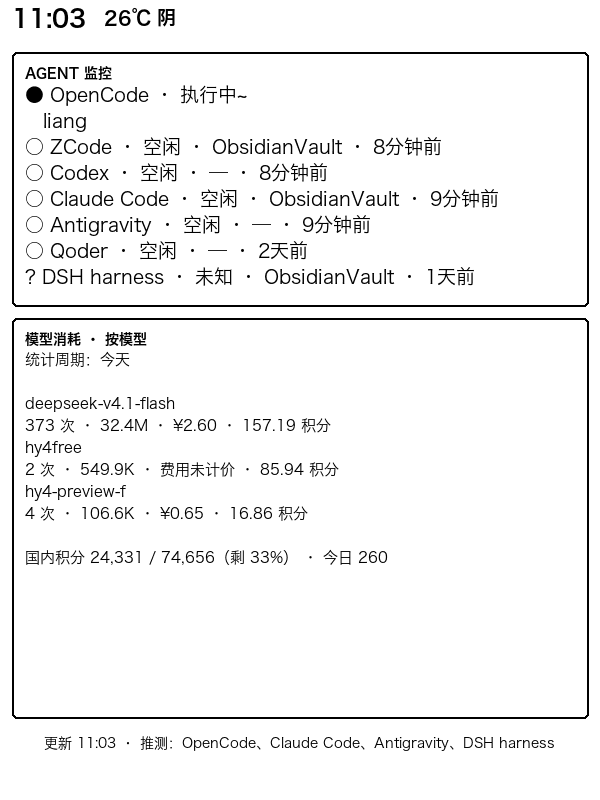 11:03 26℃ 阴
AGENT 监控
● OpenCode · 执行中~
liang
○ ZCode · 空闲 · ObsidianVault · 8分钟前
○ Codex · 空闲 · — · 8分钟前
○ Claude Code · 空闲 · ObsidianVault · 9分钟前
○ Antigravity · 空闲 · — · 9分钟前
○ Qoder · 空闲 · — · 2天前
? DSH harness · 未知 · ObsidianVault · 1天前
模型消耗 · 按模型
统计周期：今天
deepseek-v4.1-flash
373 次 · 32.4M · ¥2.60 · 157.19 积分
hy4free
2 次 · 549.9K · 费用未计价 · 85.94 积分
hy4-preview-f
4 次 · 106.6K · ¥0.65 · 16.86 积分
国内积分 24,331 / 74,656（剩 33%） · 今日 260
更新 11:03 · 推测：OpenCode、Claude Code、Antigravity、DSH harness